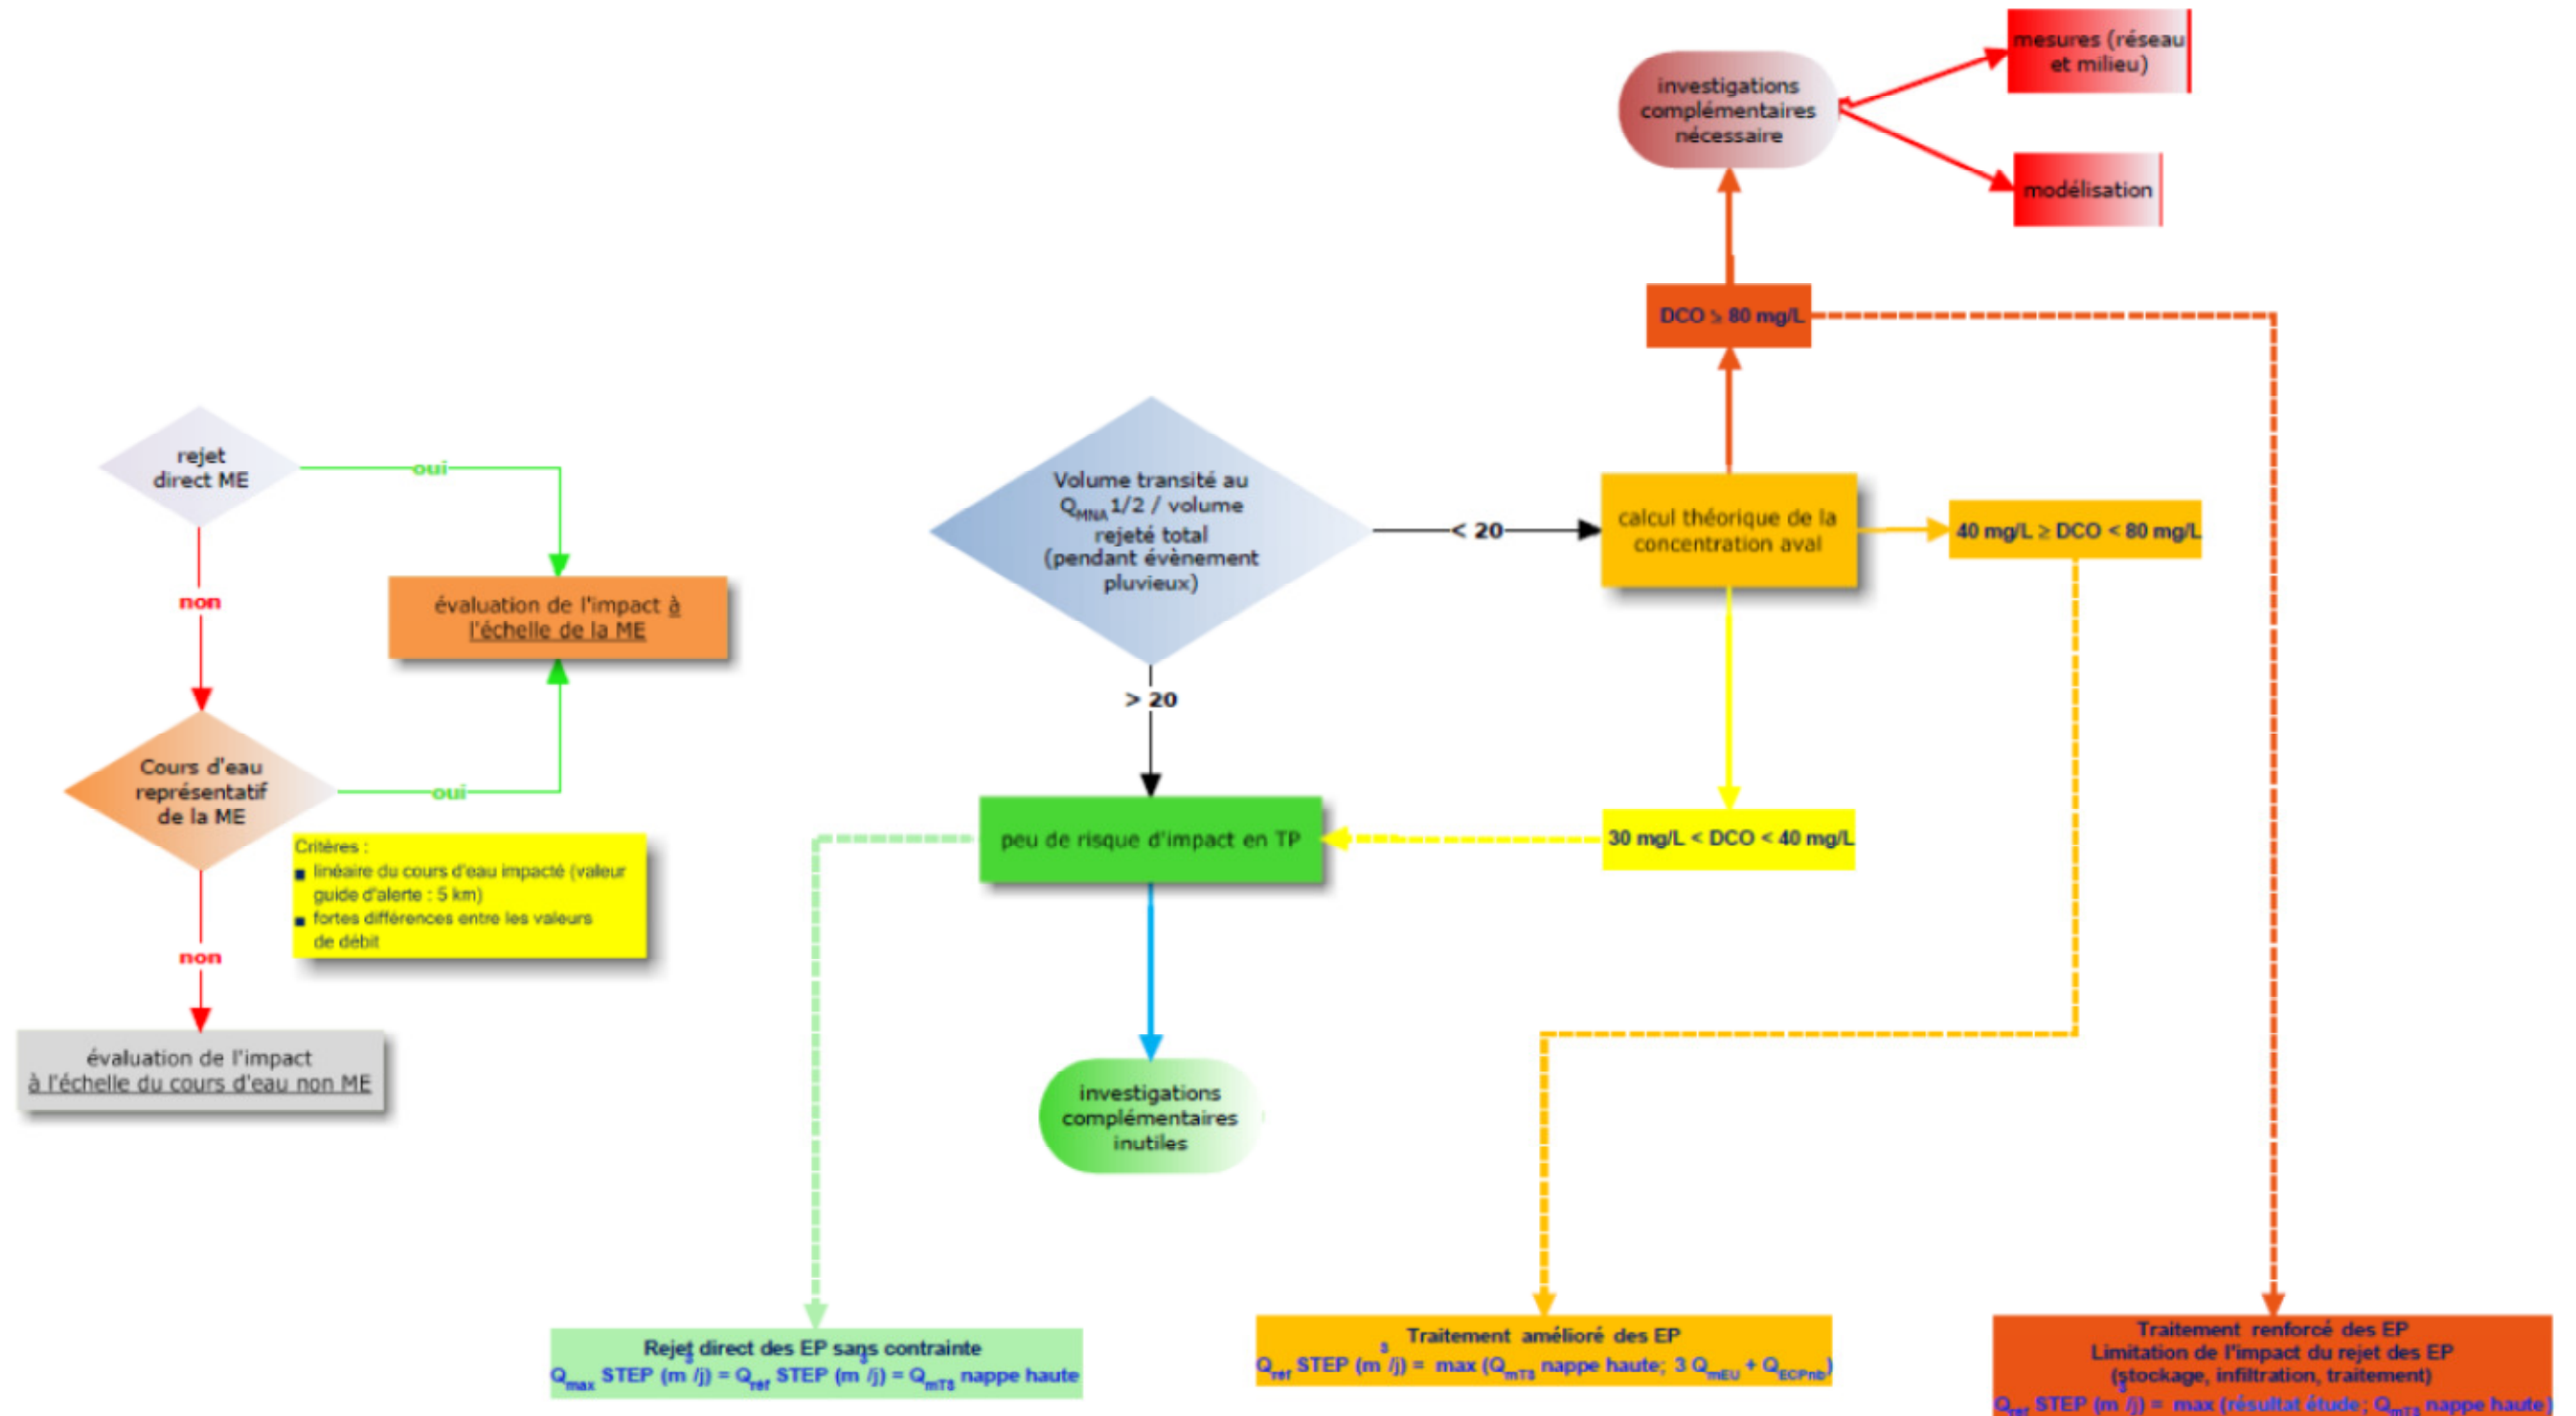 mesures (réseau
et milieu)
investigations
complémentaires
nécessaire
modélisation
DCO ≥ 80 mg/L
rejet
direct ME
oui
non
évaluation de l'impact à
l'échelle de la ME
Cours d'eau
représentatif
de la ME
oui
Critères :
■ linéaire du cours d'eau impacté (valeur
guide d'alerte : 5 km)
■ fortes différences entre les valeurs
de débit
non
évaluation de l'impact
à l'échelle du cours d'eau non ME
Volume transité au
QMNA 1/2 / volume
rejeté total
(pendant évènement
pluvieux)
< 20
calcul théorique de la
concentration aval
40 mg/L ≥ DCO < 80 mg/L
> 20
peu de risque d'impact en TP
30 mg/L < DCO < 40 mg/L
investigations
complémentaires
inutiles
Rejet direct des EP sans contrainte
Qmax STEP (m³/j) = Qréf STEP (m³/j) = QmTS nappe haute
Traitement amélioré des EP
Qréf STEP (m³/j) = max (QmTS nappe haute; 3 QmEU + QECPnb)
Traitement renforcé des EP
Limitation de l'impact du rejet des EP
(stockage, infiltration, traitement)
Qréf STEP (m³/j) = max (résultat étude; QmTS nappe haute)